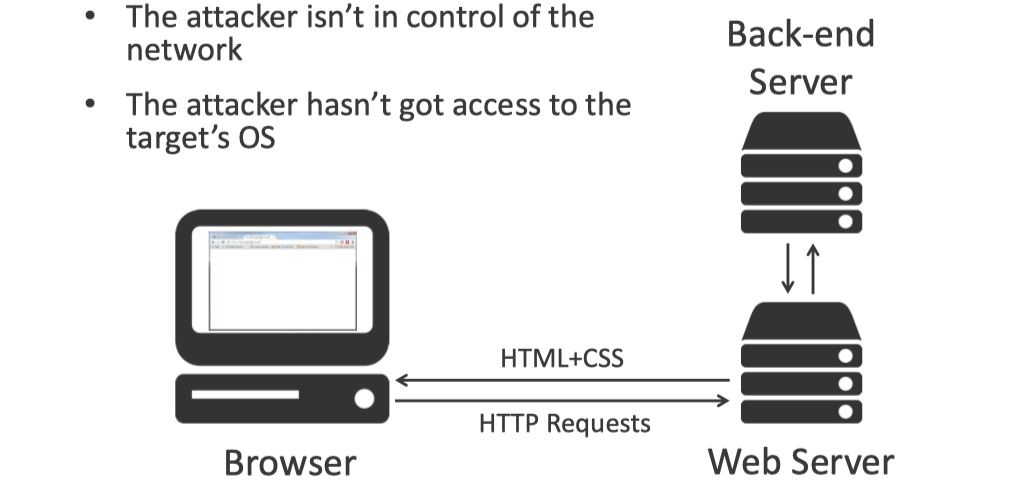 • The attacker isn’t in control of the
network
• The attacker hasn’t got access to the
target’s OS
Back-end
Server
HTML+CSS
HTTP Requests
Browser
Web Server